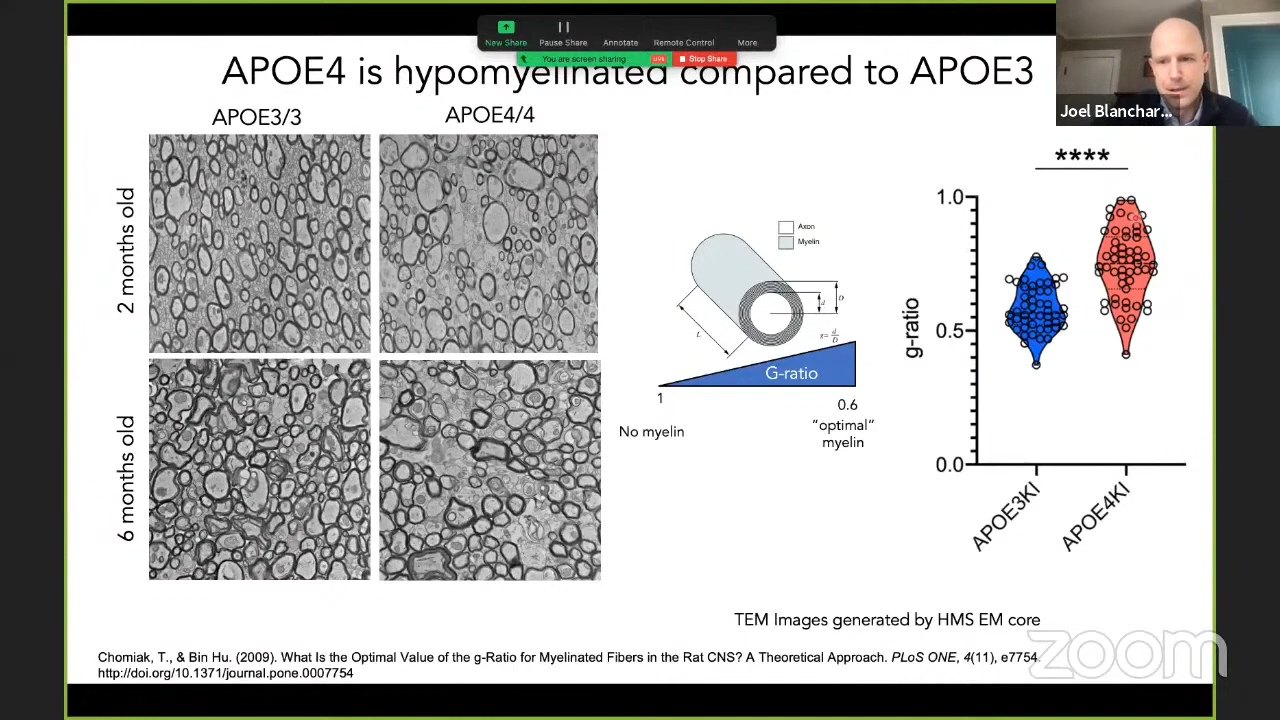 New Share
Pause Share
Annotate
Remote Control
More
You are screen sharing
LIVE
Stop Share
APOE4 is hypomyelinated compared to APOE3
Joel Blanchar...
APOE3/3
APOE4/4
2 months old
6 months old
Axon
Myelin
D
d
L
g= d/D
G-ratio
1
0.6
No myelin
"optimal"
myelin
****
1.0
0.5
0.0
g-ratio
APOE3KI
APOE4KI
TEM Images generated by HMS EM core
zoom
Chomiak, T., & Bin Hu. (2009). What Is the Optimal Value of the g-Ratio for Myelinated Fibers in the Rat CNS? A Theoretical Approach. PLoS ONE, 4(11), e7754.
http://doi.org/10.1371/journal.pone.0007754